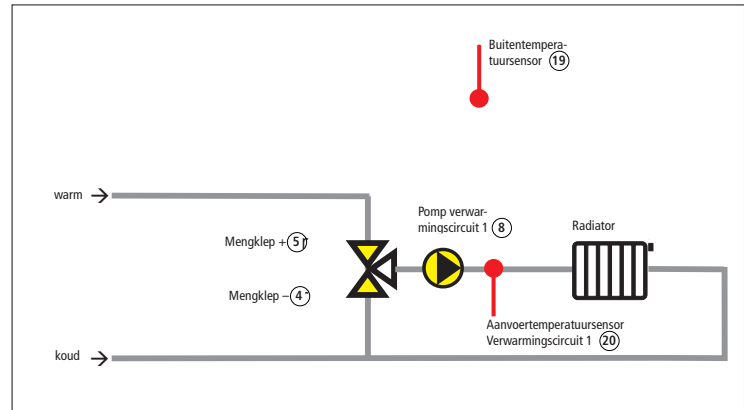 Buitentempera-
tuursensor 19
warm
Pomp verwar-
mingscircuit 1 8
Radiator
Mengklep + 5
Mengklep – 4
Aanvoertemperatuursensor
Verwarmingscircuit 1 20
koud